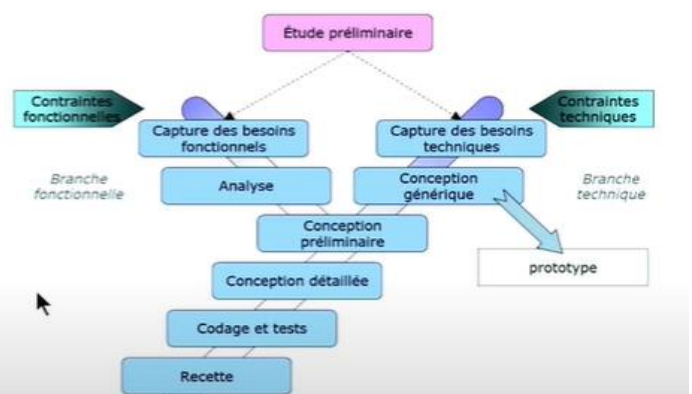 Étude préliminaire
Contraintes
fonctionnelles
Contraintes
techniques
Capture des besoins
fonctionnels
Capture des besoins
techniques
Branche
fonctionnelle
Analyse
Conception
générique
Branche
technique
Conception
préliminaire
prototype
Conception détaillée
Codage et tests
Recette